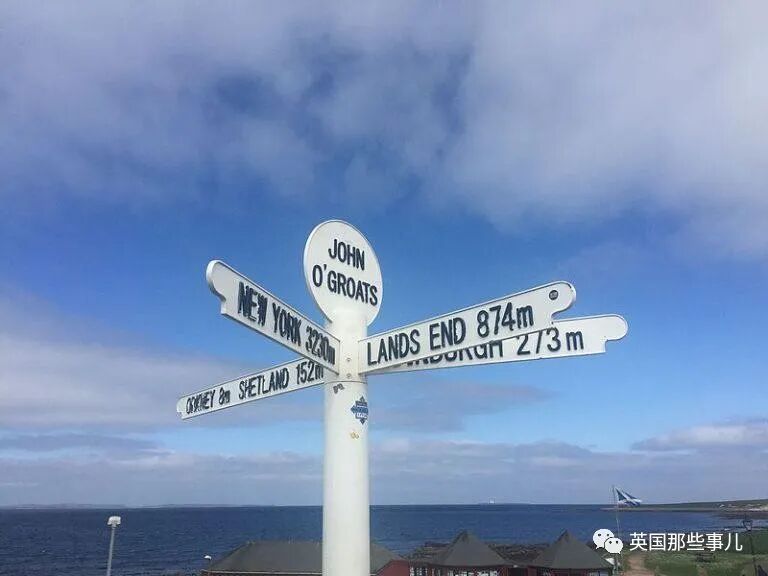 JOHN
O'GROATS
NEW YORK 3230m
LANDS END 874m
273m
ORKNEY 8m SHETLAND 152m
英国那些事儿